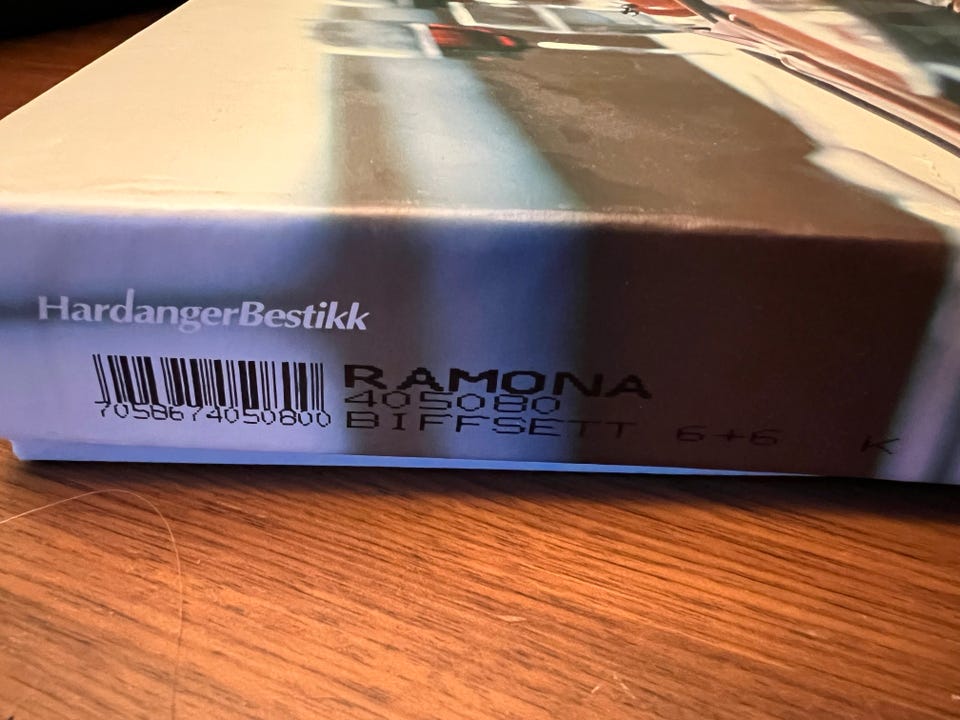 HardangerBestikk
RAMONA
405080
7058674050800
BIFFSETT 6+6 K